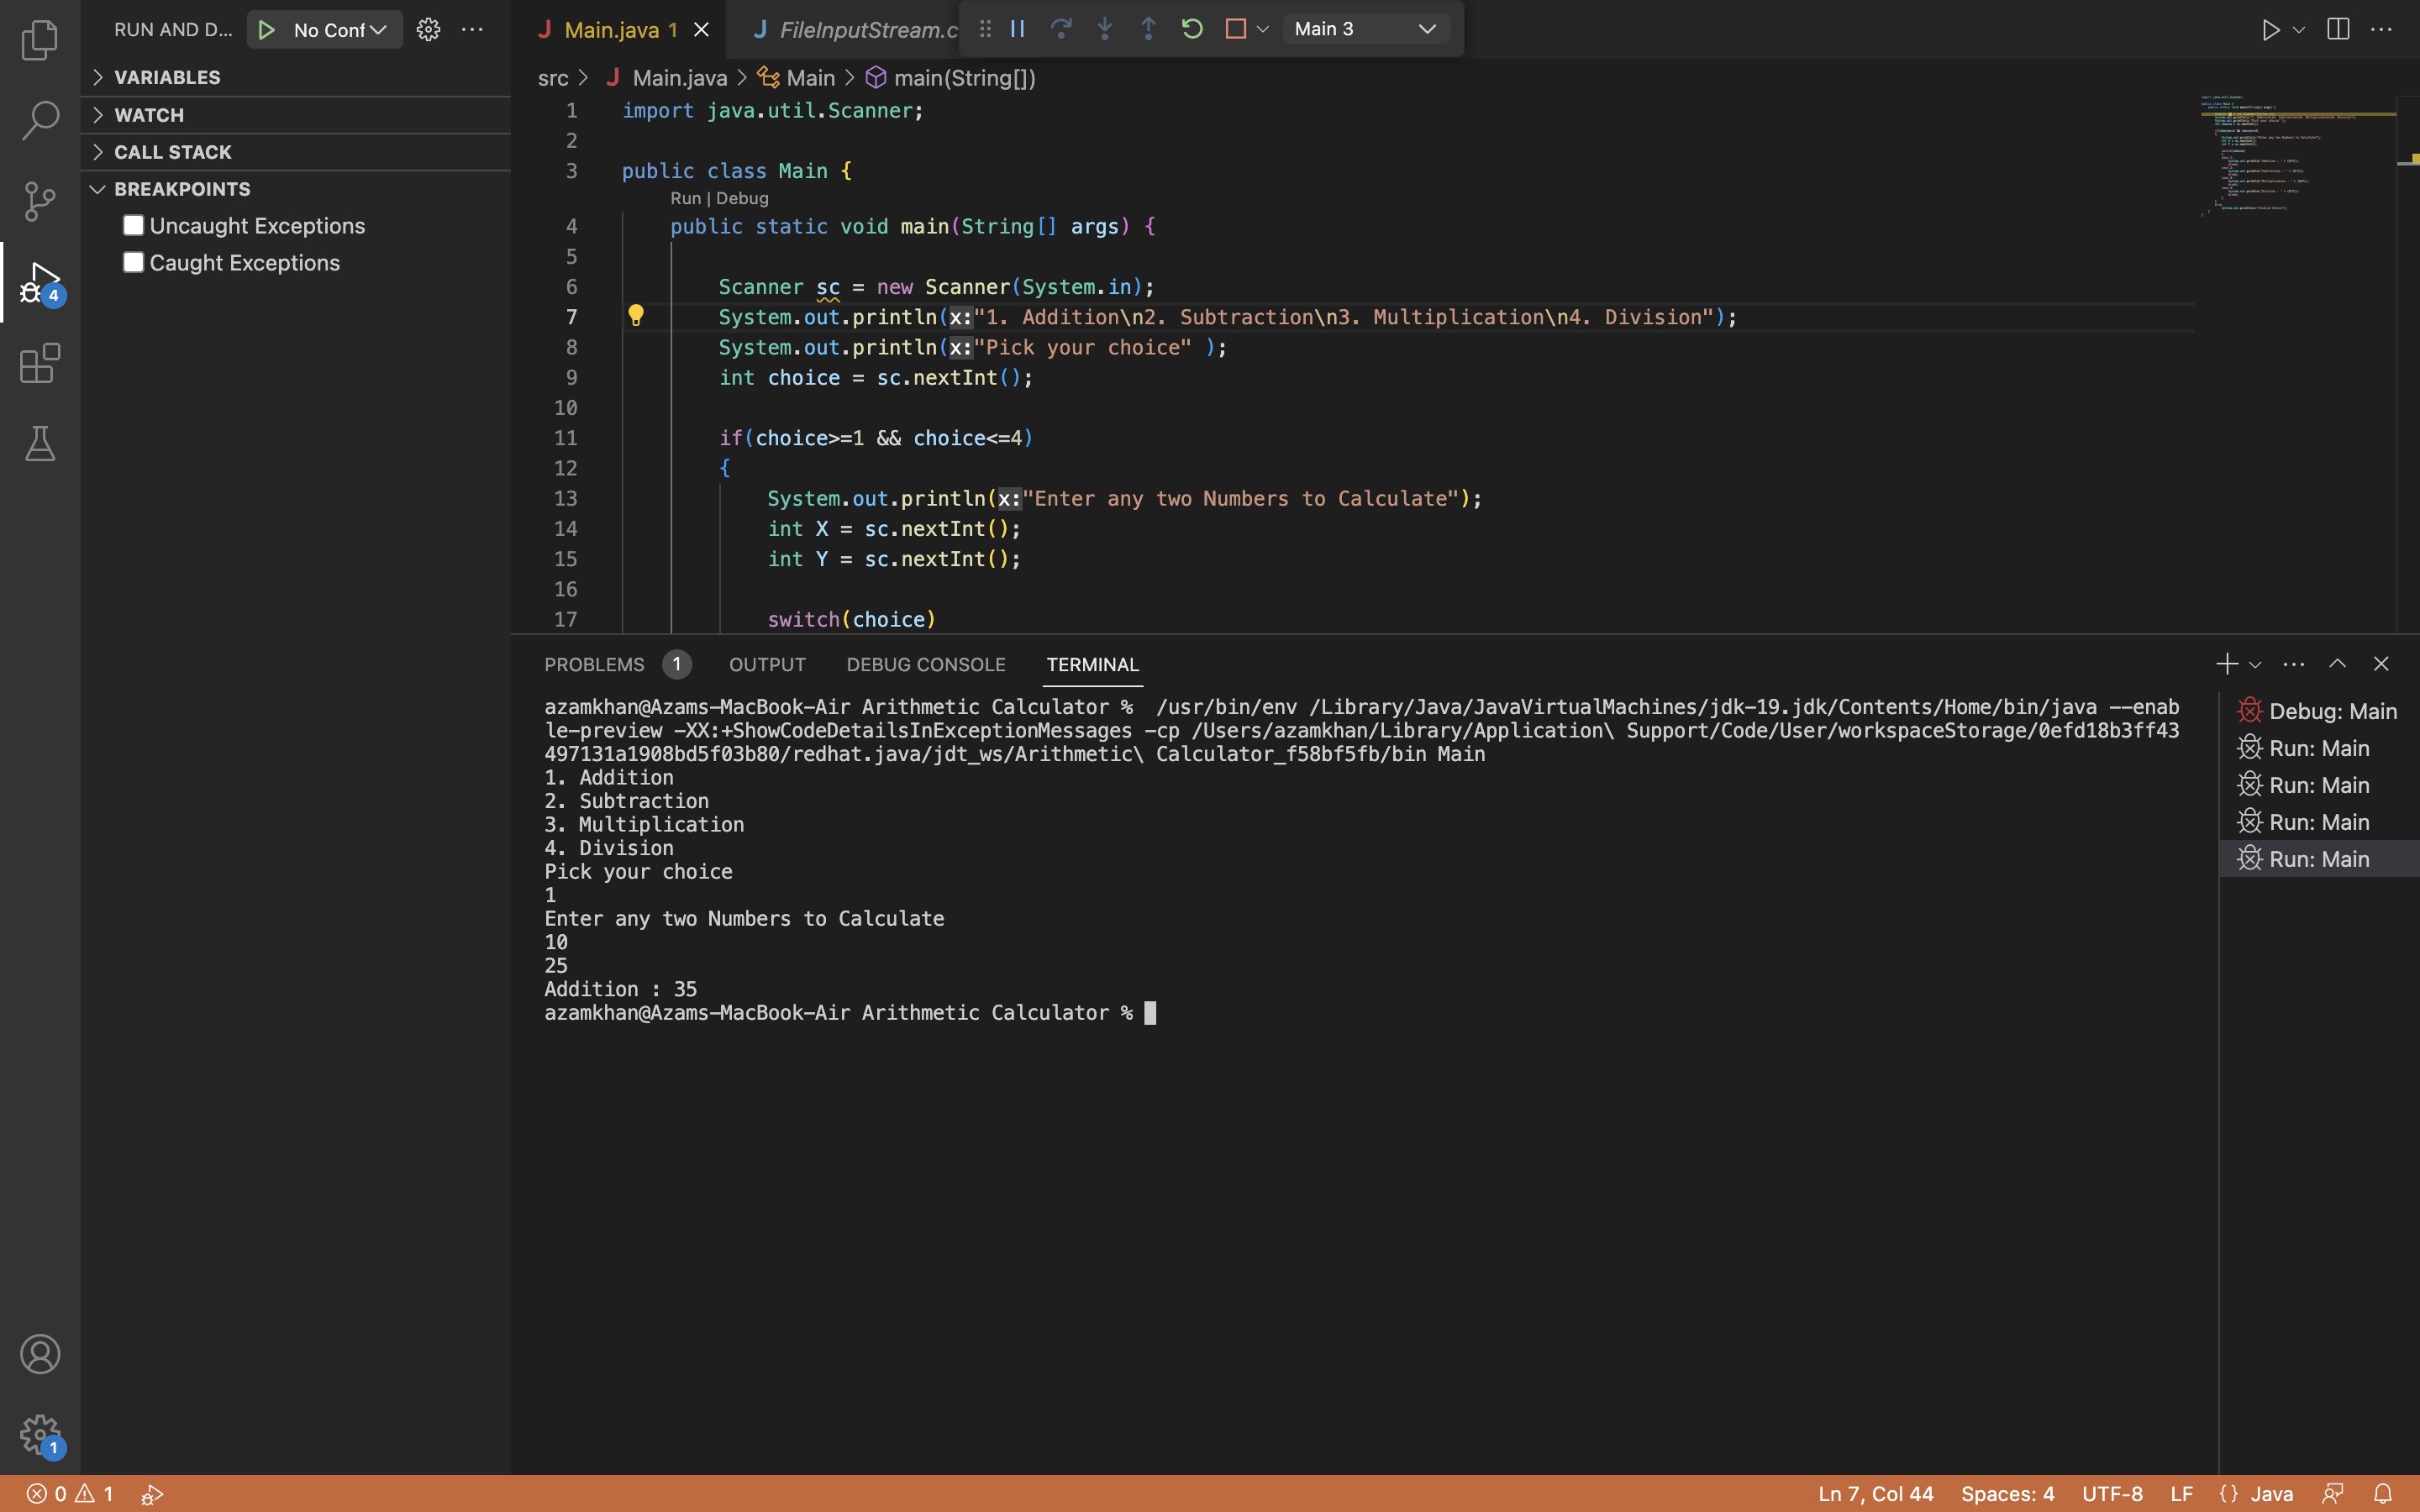 RUN AND D...
No Conf
VARIABLES
WATCH
CALL STACK
BREAKPOINTS
Uncaught Exceptions
Caught Exceptions
4
1
Main.java 1
FileInputStream.c
Main 3
src > Main.java > Main > main(String[])
1 import java.util.Scanner;
2
3 public class Main {
Run | Debug
4 public static void main(String[] args) {
5
6 Scanner sc = new Scanner(System.in);
7 System.out.println(x:"1. Addition\n2. Subtraction\n3. Multiplication\n4. Division");
8 System.out.println(x:"Pick your choice" );
9 int choice = sc.nextInt();
10
11 if(choice>=1 && choice<=4)
12 {
13 System.out.println(x:"Enter any two Numbers to Calculate");
14 int X = sc.nextInt();
15 int Y = sc.nextInt();
16
17 switch(choice)
PROBLEMS 1 OUTPUT DEBUG CONSOLE TERMINAL
azamkhan@Azams-MacBook-Air Arithmetic Calculator % /usr/bin/env /Library/Java/JavaVirtualMachines/jdk-19.jdk/Contents/Home/bin/java --enab
le-preview -XX:+ShowCodeDetailsInExceptionMessages -cp /Users/azamkhan/Library/Application\ Support/Code/User/workspaceStorage/0efd18b3ff43
497131a1908bd5f03b80/redhat.java/jdt_ws/Arithmetic\ Calculator_f58bf5fb/bin Main
1. Addition
2. Subtraction
3. Multiplication
4. Division
Pick your choice
1
Enter any two Numbers to Calculate
10
25
Addition : 35
azamkhan@Azams-MacBook-Air Arithmetic Calculator %
Debug: Main
Run: Main
Run: Main
Run: Main
Run: Main
0 1
Ln 7, Col 44 Spaces: 4 UTF-8 LF {} Java